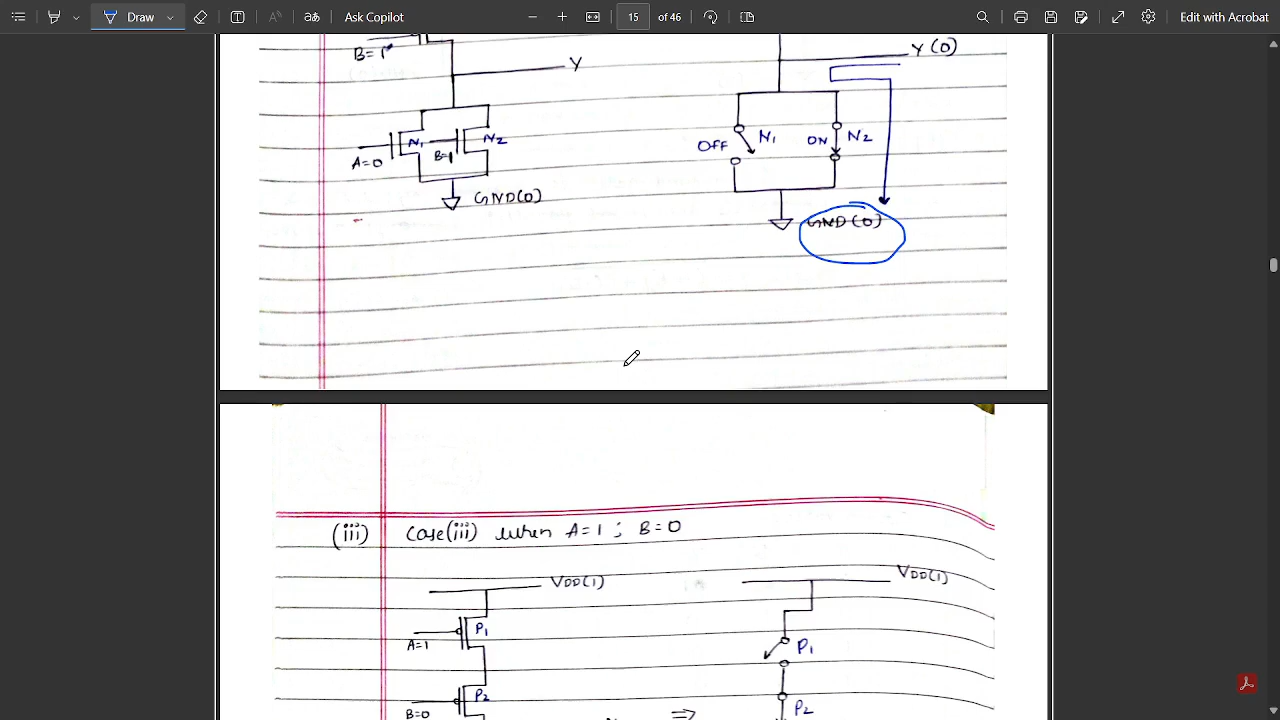 Draw
Ask Copilot
15 of 46
Edit with
B=1
Y
Y(0)
N1
N2
A=0
B=1
OFF
N1
ON
N2
GND(0)
GND(0)
(iii) Case(iii) when A=1 ; B=0
VDD(1)
VDD(1)
P1
A=1
P1
P2
B=0
⇒
P2